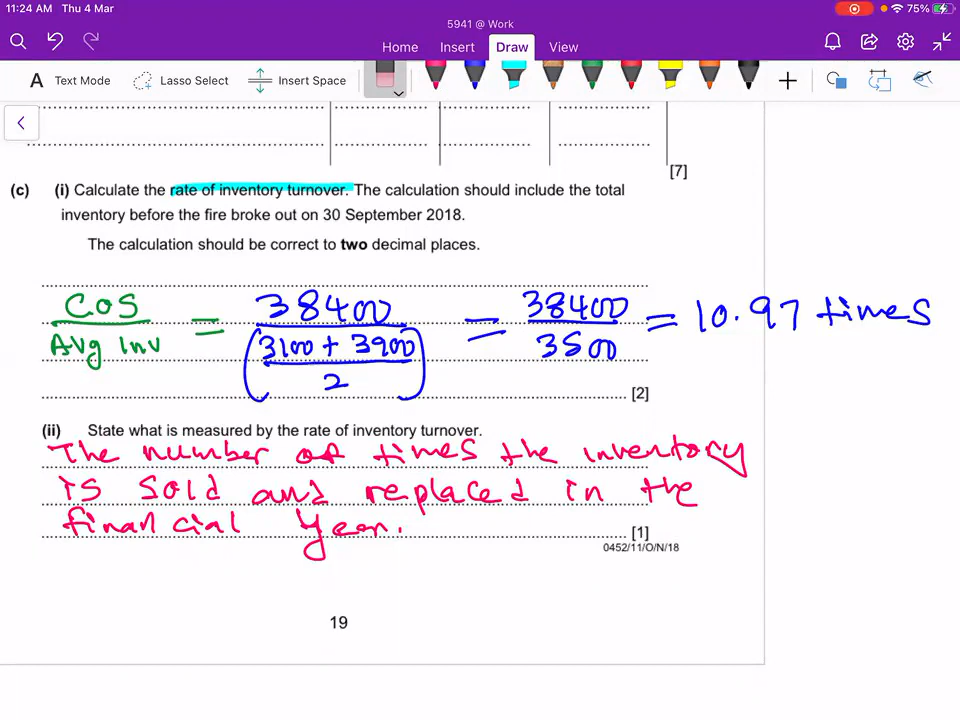 11:24 AM Thu 4 Mar
75%
5941 @ Work
Home Insert Draw View
A Text Mode Lasso Select Insert Space
[7]
(c) (i) Calculate the rate of inventory turnover. The calculation should include the total
inventory before the fire broke out on 30 September 2018.
The calculation should be correct to two decimal places.
COS / Avg Inv = 38400 / ((3100 + 3900) / 2) = 38400 / 3500 = 10.97 times
[2]
(ii) State what is measured by the rate of inventory turnover.
The number of times the inventory
is sold and replaced in the
financial year.
[1]
0452/11/O/N/18
19